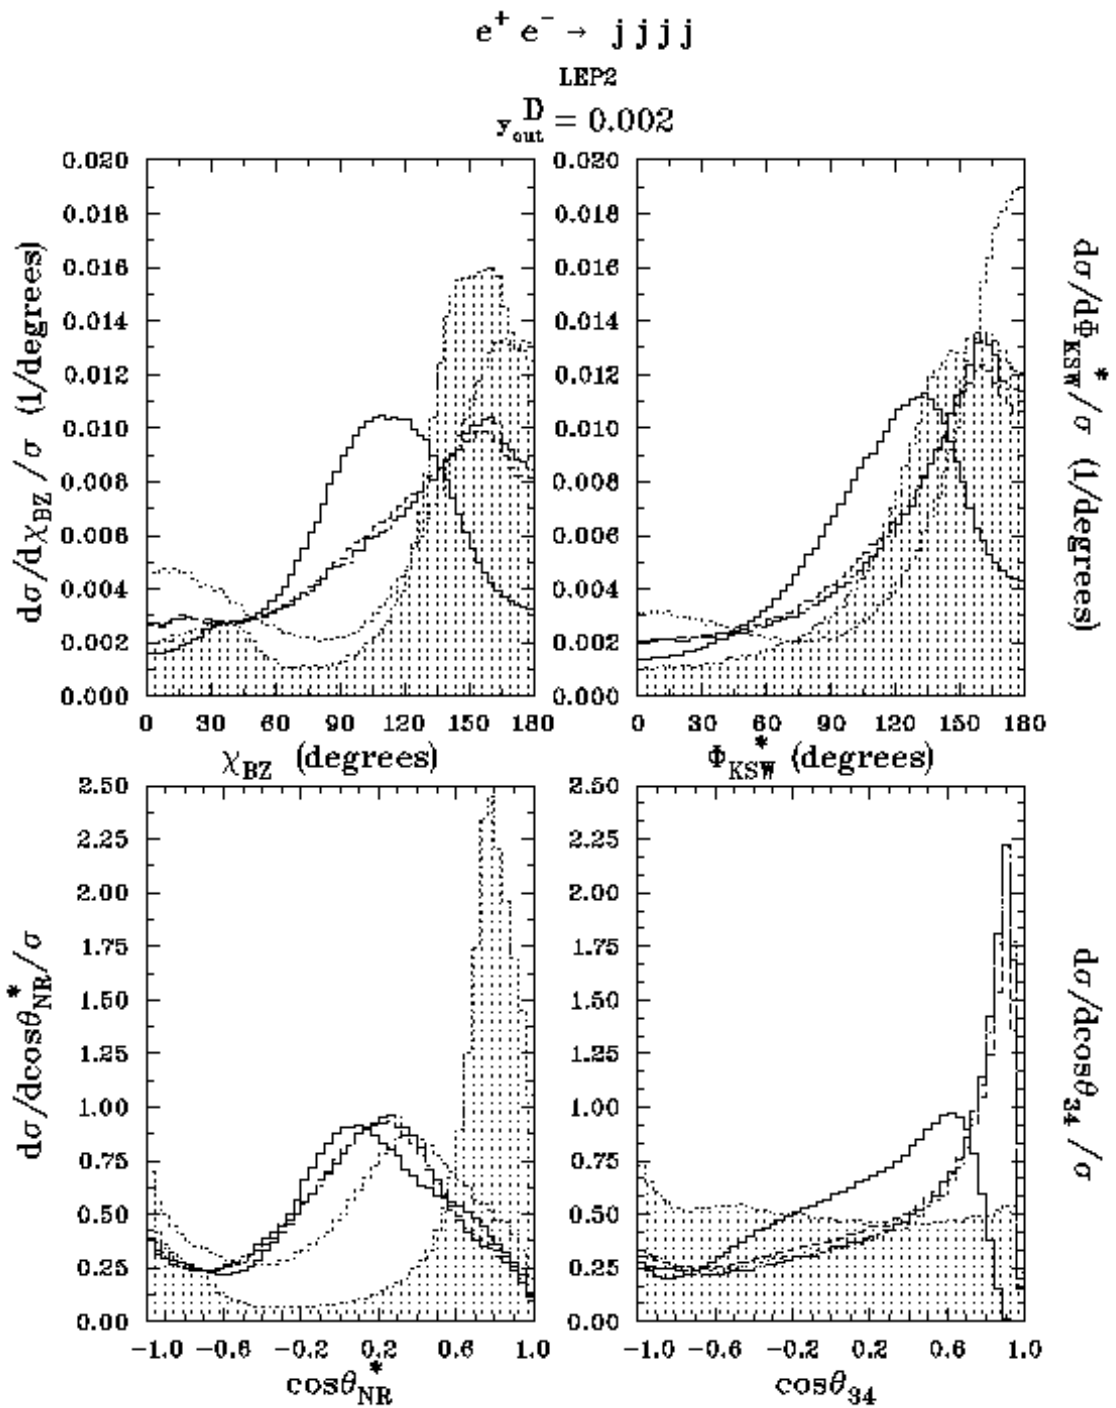 e⁺ e⁻ → j j j j
LEP2
y_out^D = 0.002
0.020
0.018
0.016
0.014
0.012
0.010
0.008
0.006
0.004
0.002
0.000
dσ/dχ_BZ / σ (1/degrees)
0 30 60 90 120 150 180
χ_BZ (degrees)
0.020
0.018
0.016
0.014
0.012
0.010
0.008
0.006
0.004
0.002
0.000
dσ/dΦ*_KSW / σ (1/degrees)
0 30 60 90 120 150 180
Φ*_KSW (degrees)
2.50
2.25
2.00
1.75
1.50
1.25
1.00
0.75
0.50
0.25
0.00
dσ/dcosθ*_NR / σ
−1.0 −0.6 −0.2 0.2 0.6 1.0
cosθ*_NR
2.50
2.25
2.00
1.75
1.50
1.25
1.00
0.75
0.50
0.25
0.00
dσ/dcosθ_34 / σ
−1.0 −0.6 −0.2 0.2 0.6 1.0
cosθ_34